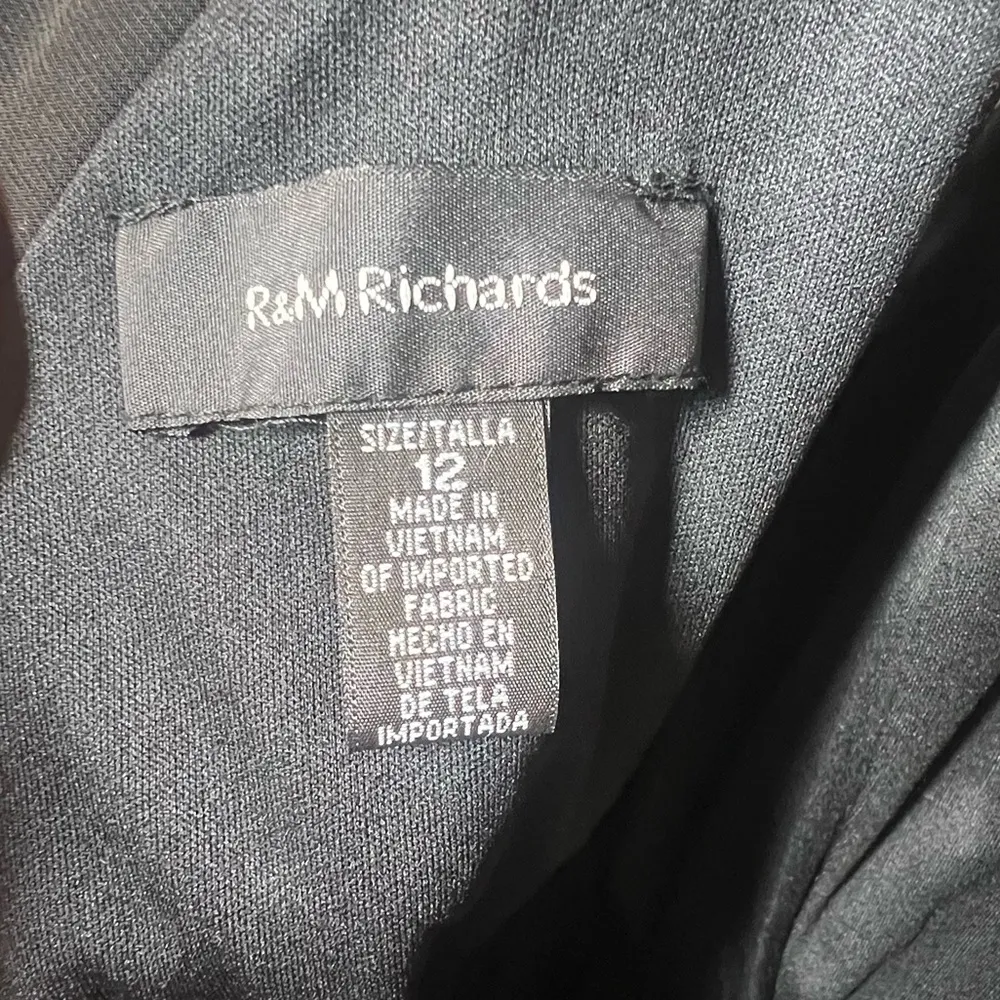 R&M Richards
SIZE/TALLA
12
MADE IN
VIETNAM
OF IMPORTED
FABRIC
HECHO EN
VIETNAM
DE TELA
IMPORTADA